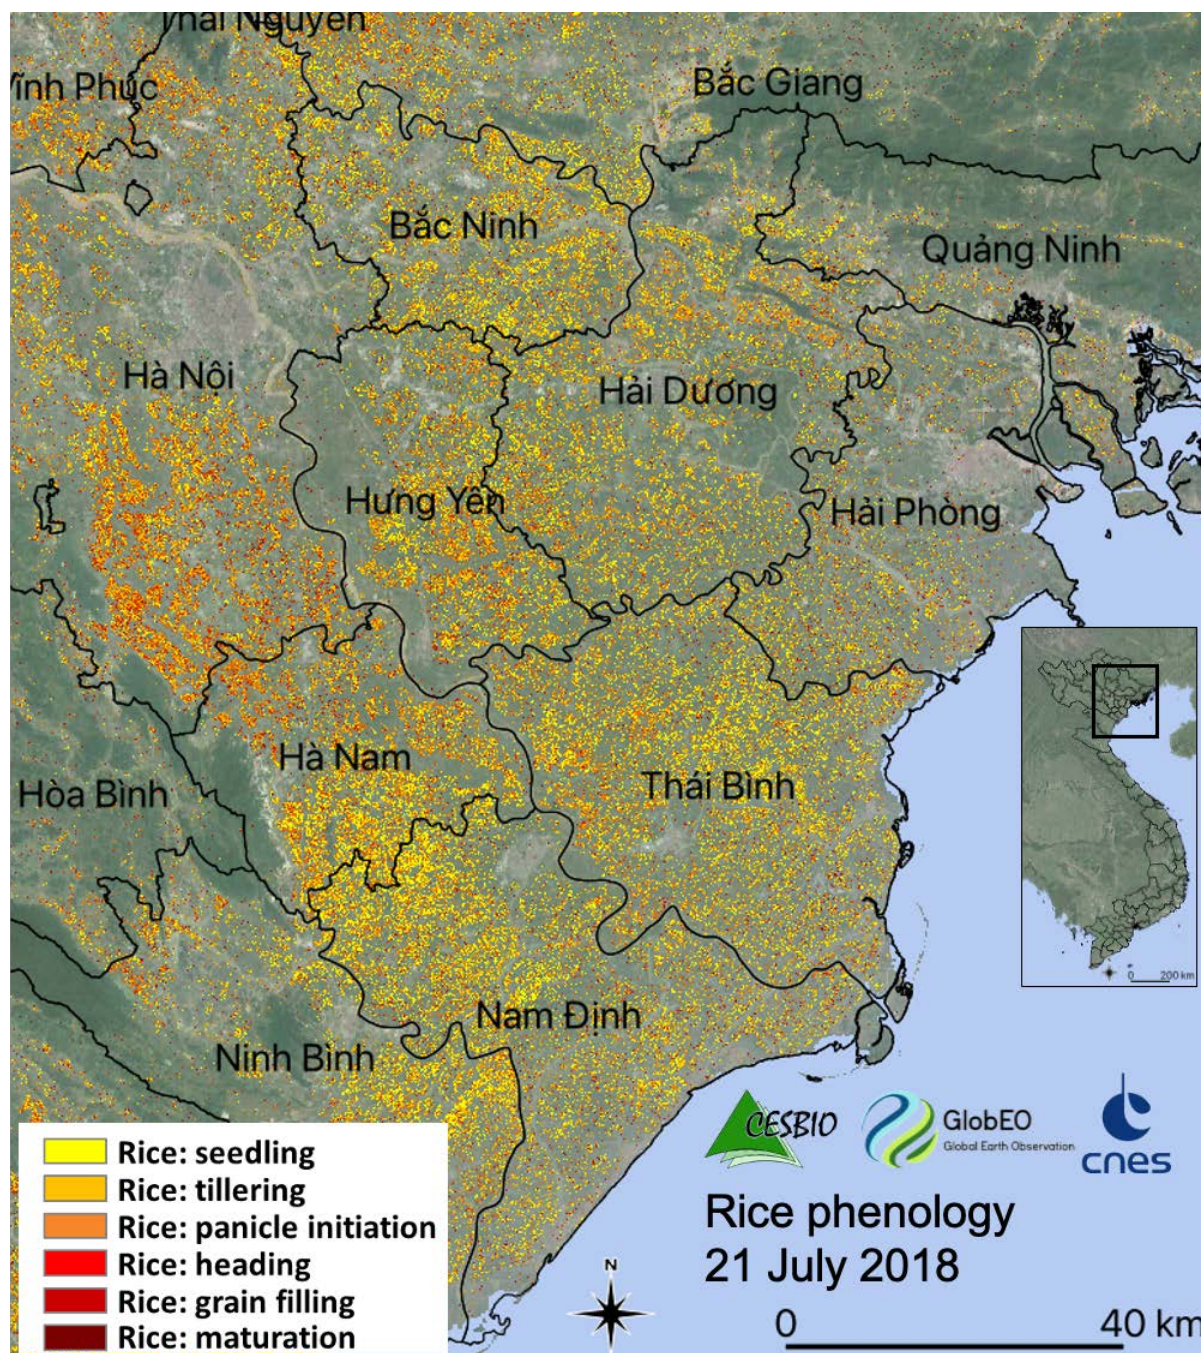 Thái Nguyên
Vĩnh Phúc
Bắc Giang
Bắc Ninh
Quảng Ninh
Hà Nội
Hải Dương
Hưng Yên
Hải Phòng
Hà Nam
Hòa Bình
Thái Bình
Nam Định
Ninh Bình
0 200 km
CESBIO
GlobEO
Global Earth Observation
cnes
Rice: seedling
Rice: tillering
Rice: panicle initiation
Rice: heading
Rice: grain filling
Rice: maturation
Rice phenology
21 July 2018
N
0 40 km